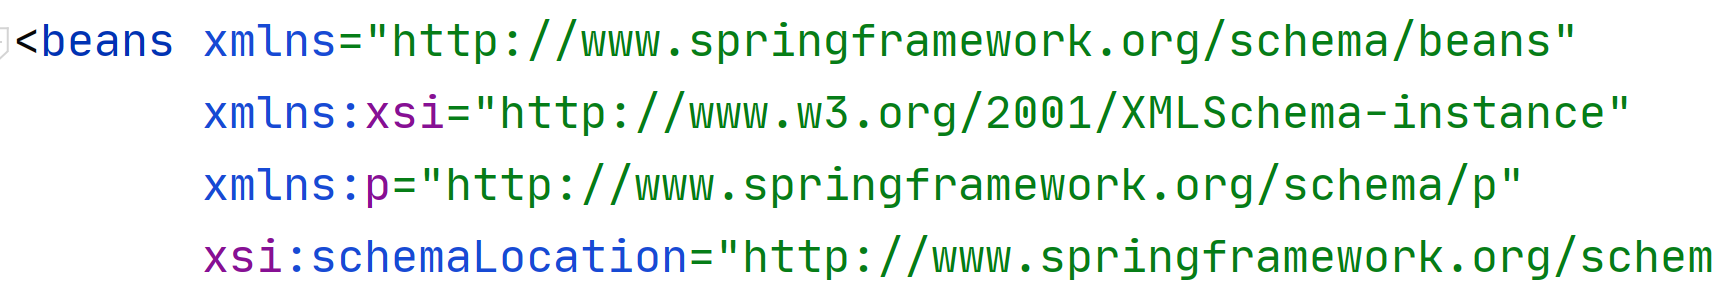 <beans xmlns="http://www.springframework.org/schema/beans"
xmlns:xsi="http://www.w3.org/2001/XMLSchema-instance"
xmlns:p="http://www.springframework.org/schema/p"
xsi:schemaLocation="http://www.springframework.org/schem